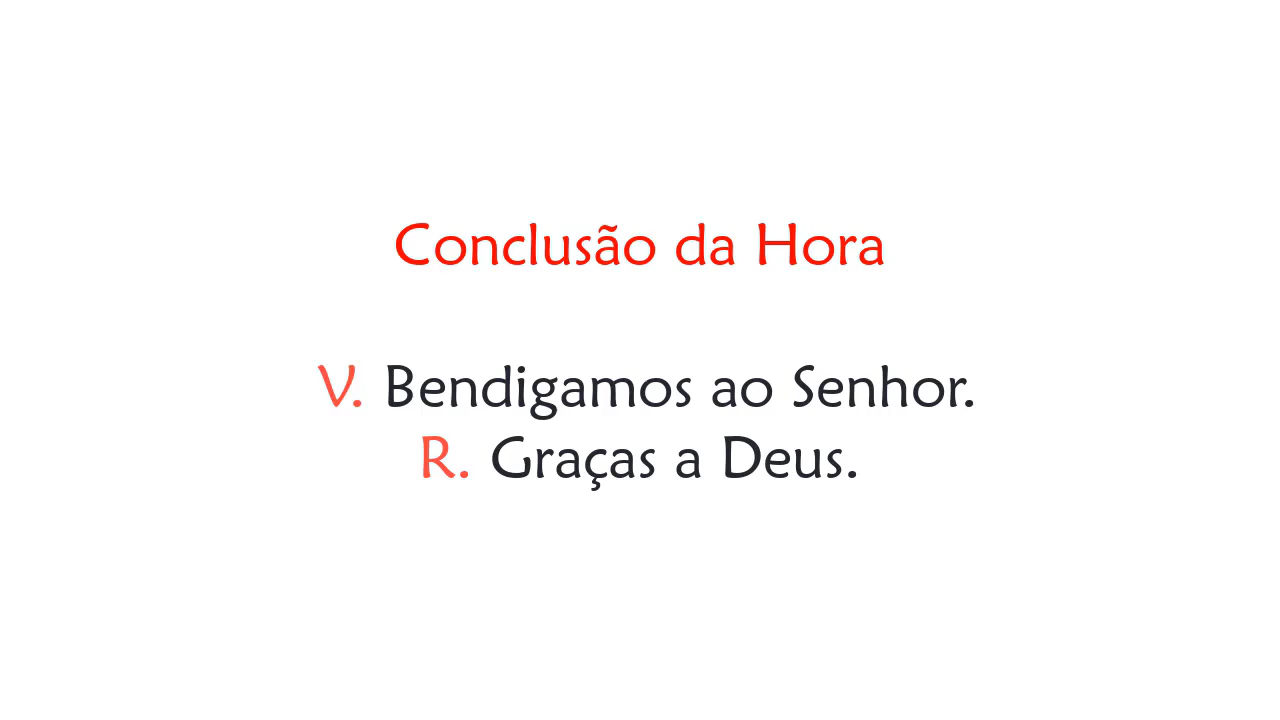 Conclusão da Hora
V. Bendigamos ao Senhor.
R. Graças a Deus.